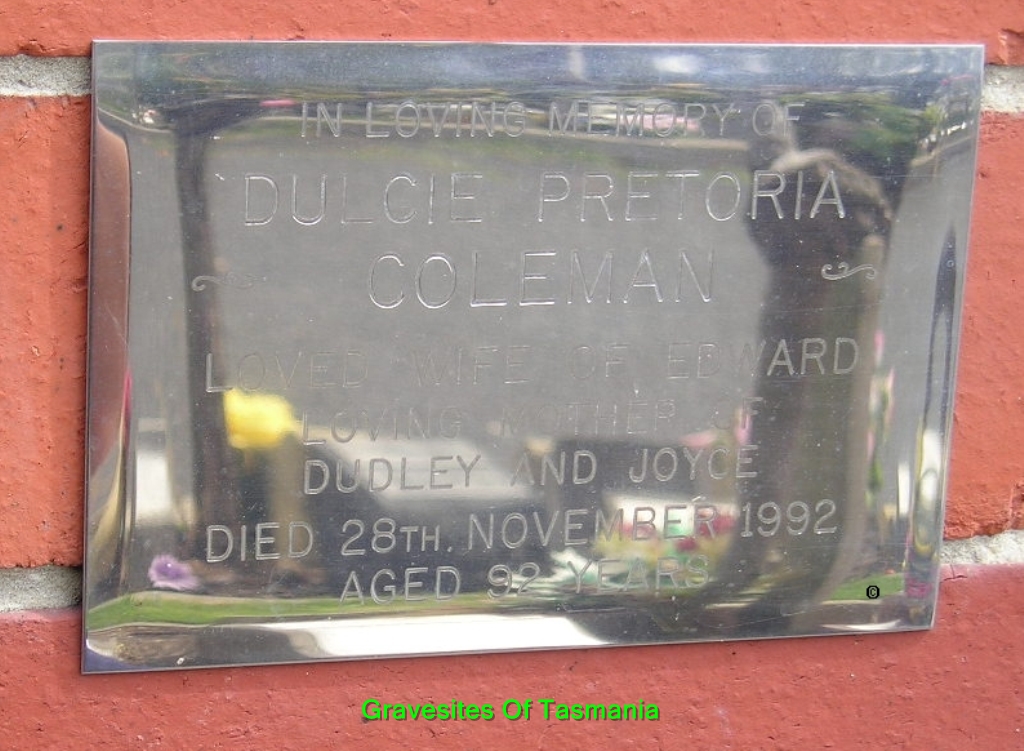 IN LOVING MEMORY OF
DULCIE PRETORIA
COLEMAN
LOVED WIFE OF EDWARD
LOVING MOTHER OF
DUDLEY AND JOYCE
DIED 28TH. NOVEMBER 1992
AGED 92 YEARS
©
Gravesites Of Tasmania